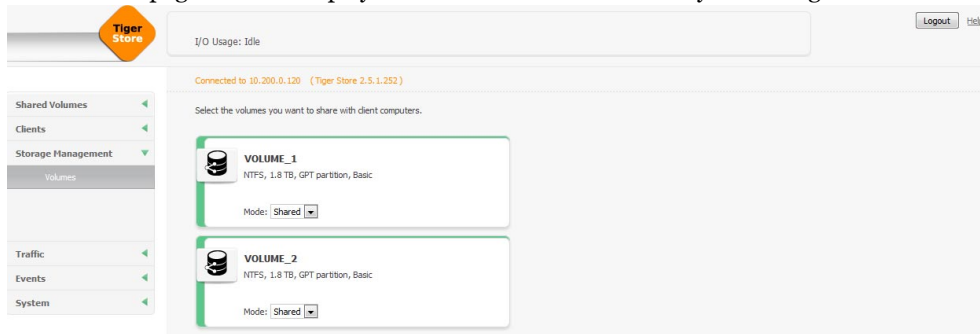 Tiger
Store
I/O Usage: Idle
Logout
Connected to 10.200.0.120 (Tiger Store 2.5.1.252)
Select the volumes you want to share with client computers.
Shared Volumes
Clients
Storage Management
Volumes
Traffic
Events
System
VOLUME_1
NTFS, 1.8 TB, GPT partition, Basic
Mode: Shared
VOLUME_2
NTFS, 1.8 TB, GPT partition, Basic
Mode: Shared